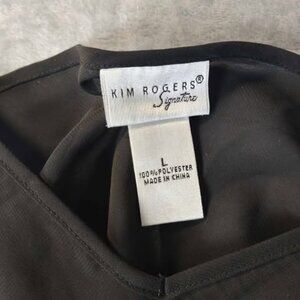 KIM ROGERS®
Signature
L
100% POLYESTER
MADE IN CHINA